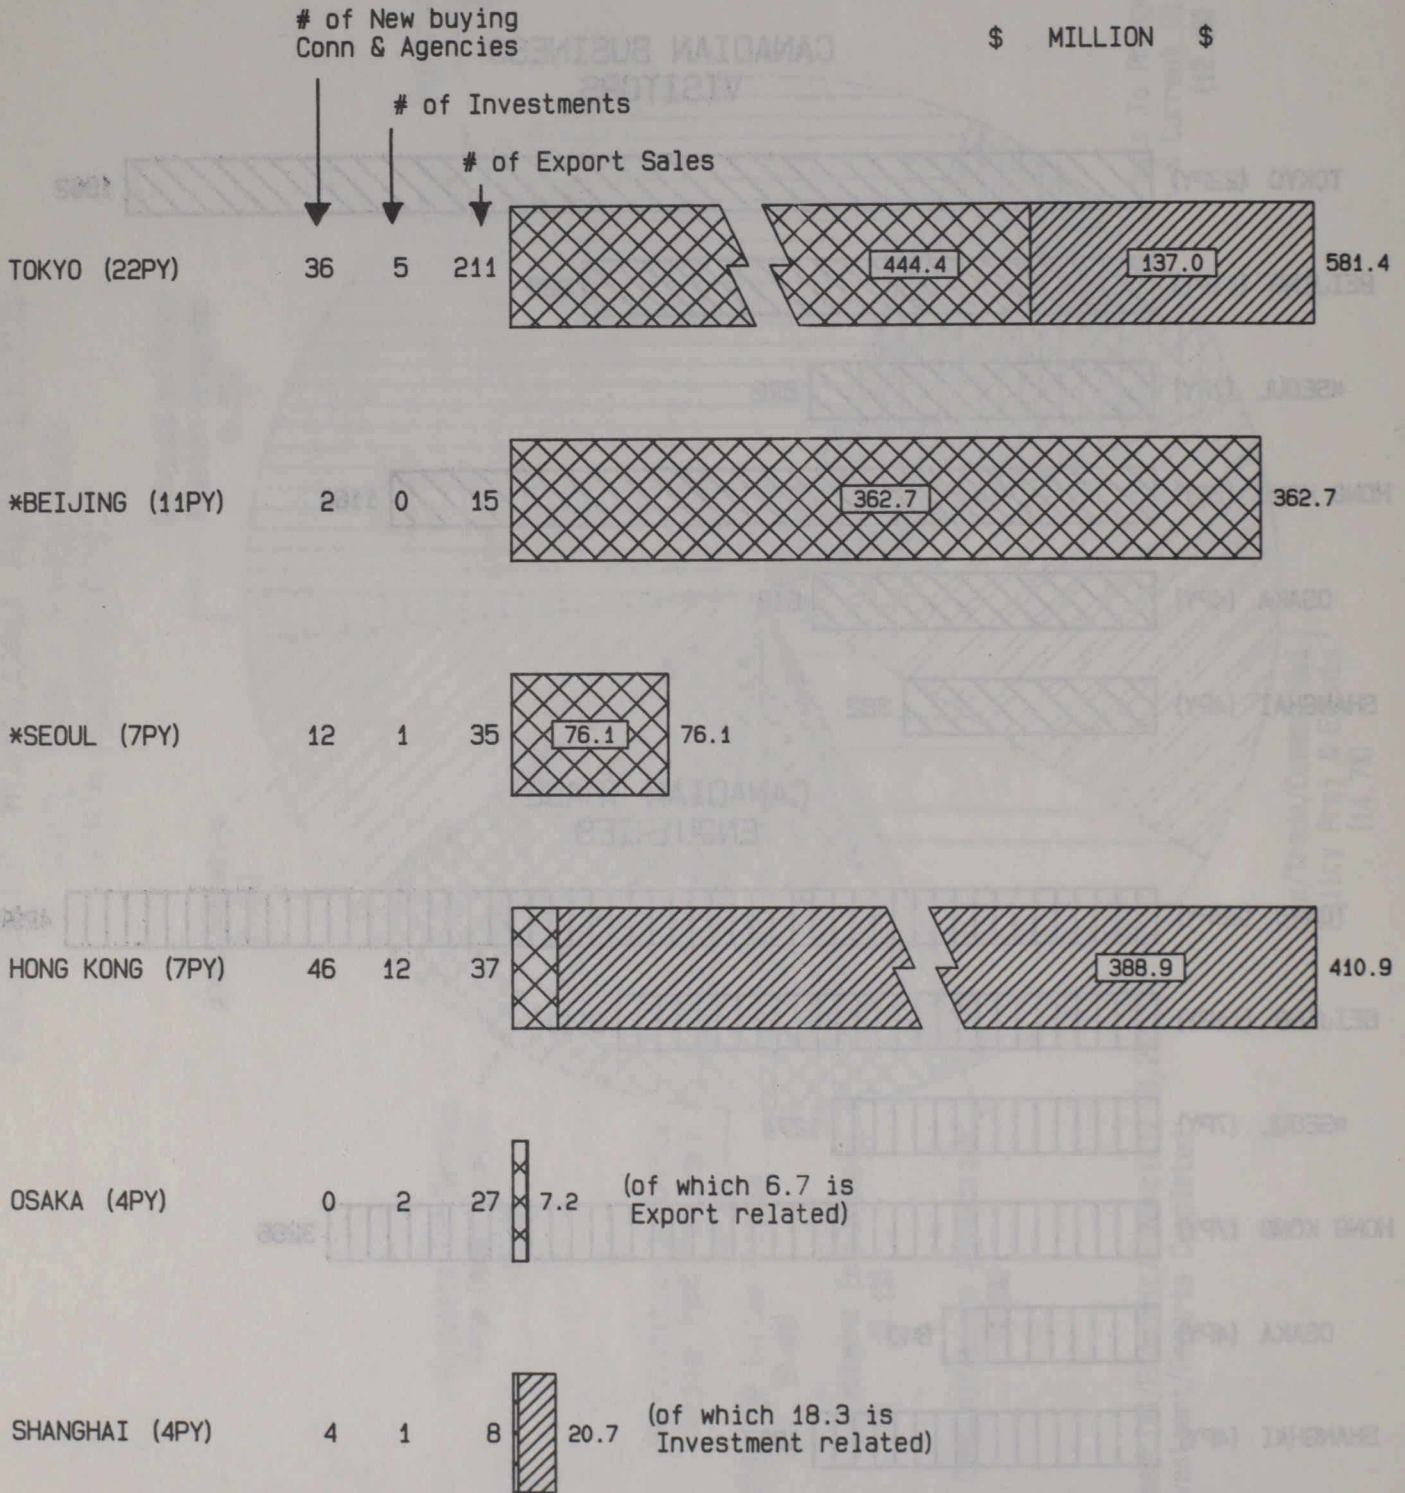 # of New buying
Conn & Agencies
$ MILLION $
# of Investments
# of Export Sales
TOKYO (22PY) 36 5 211 444.4 137.0 581.4
*BEIJING (11PY) 2 0 15 362.7 362.7
*SEOUL (7PY) 12 1 35 76.1 76.1
HONG KONG (7PY) 46 12 37 388.9 410.9
OSAKA (4PY) 0 2 27 7.2 (of which 6.7 is
Export related)
SHANGHAI (4PY) 4 1 8 20.7 (of which 18.3 is
Investment related)